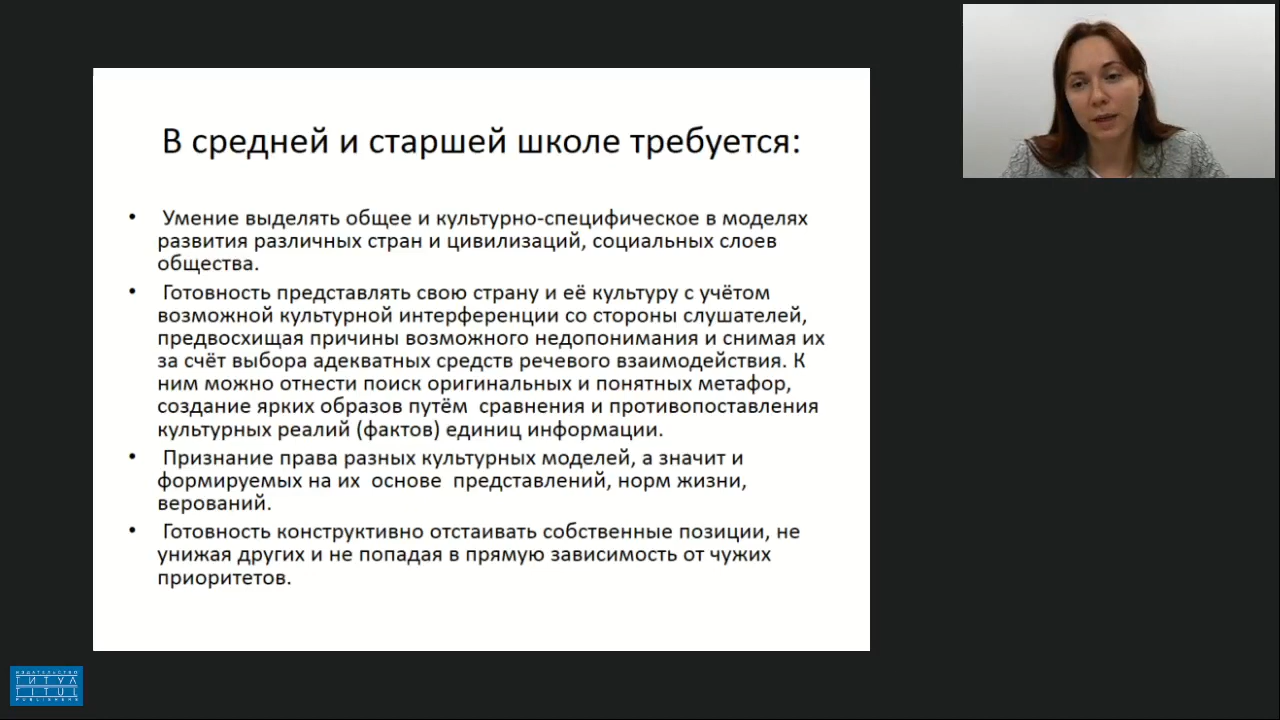 В средней и старшей школе требуется:
• Умение выделять общее и культурно-специфическое в моделях
развития различных стран и цивилизаций, социальных слоев
общества.
• Готовность представлять свою страну и её культуру с учётом
возможной культурной интерференции со стороны слушателей,
предвосхищая причины возможного недопонимания и снимая их
за счёт выбора адекватных средств речевого взаимодействия. К
ним можно отнести поиск оригинальных и понятных метафор,
создание ярких образов путём сравнения и противопоставления
культурных реалий (фактов) единиц информации.
• Признание права разных культурных моделей, а значит и
формируемых на их основе представлений, норм жизни,
верований.
• Готовность конструктивно отстаивать собственные позиции, не
унижая других и не попадая в прямую зависимость от чужих
приоритетов.
ИЗДАТЕЛЬСТВО
ТИТУЛ
TITUL
PUBLISHERS